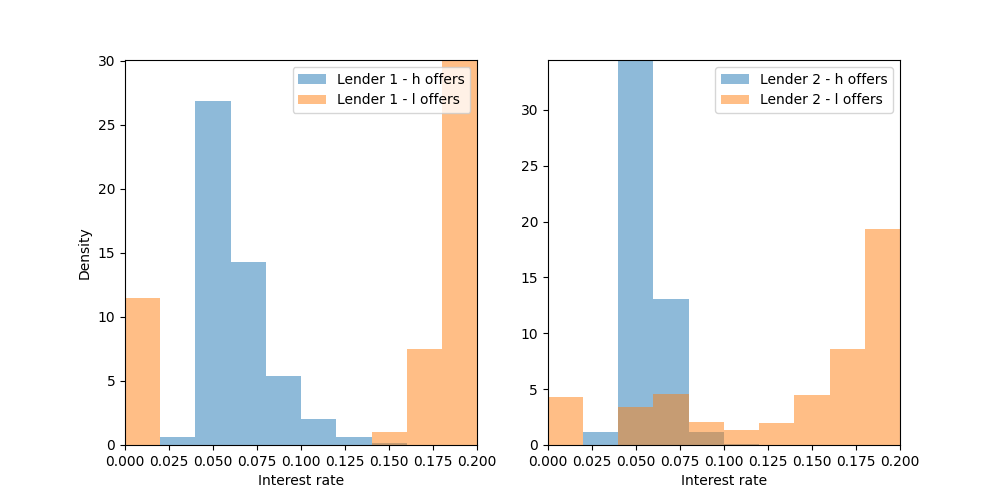 Lender 1 - h offers
Lender 1 - l offers
Density
30
25
20
15
10
5
0
0.000 0.025 0.050 0.075 0.100 0.125 0.150 0.175 0.200
Interest rate
Lender 2 - h offers
Lender 2 - l offers
30
25
20
15
10
5
0
0.000 0.025 0.050 0.075 0.100 0.125 0.150 0.175 0.200
Interest rate